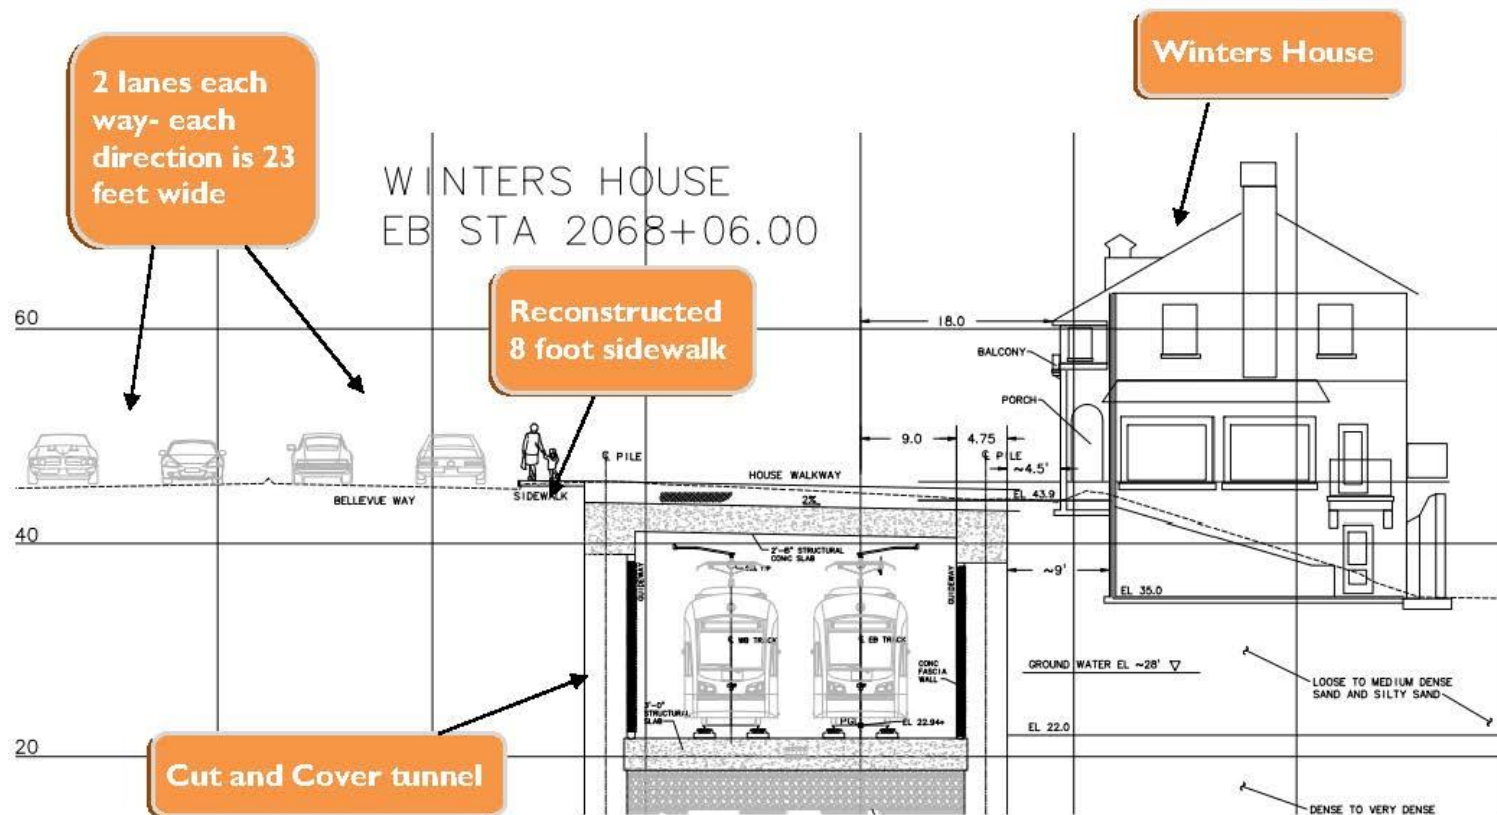 2 lanes each
way- each
direction is 23
feet wide
Winters House
WINTERS HOUSE
EB STA 2068+06.00
Reconstructed
8 foot sidewalk
60
18.0
BALCONY
PORCH
9.0
4.75
℄ PILE
℄ PILE
~4.5'
HOUSE WALKWAY
SIDEWALK
BELLEVUE WAY
2%
EL 43.9
40
STRUCTURAL
CONC SLAB
GUIDEWAY
GUIDEWAY
~9'
EL 35.0
℄ WB TRACK
℄ EB TRACK
CONC
FASCIA
WALL
GROUND WATER EL ~28' ▽
LOOSE TO MEDIUM DENSE
SAND AND SILTY SAND
3'-0"
STRUCTURAL
SLAB
EL 22.94±
EL 22.0
20
Cut and Cover tunnel
DENSE TO VERY DENSE